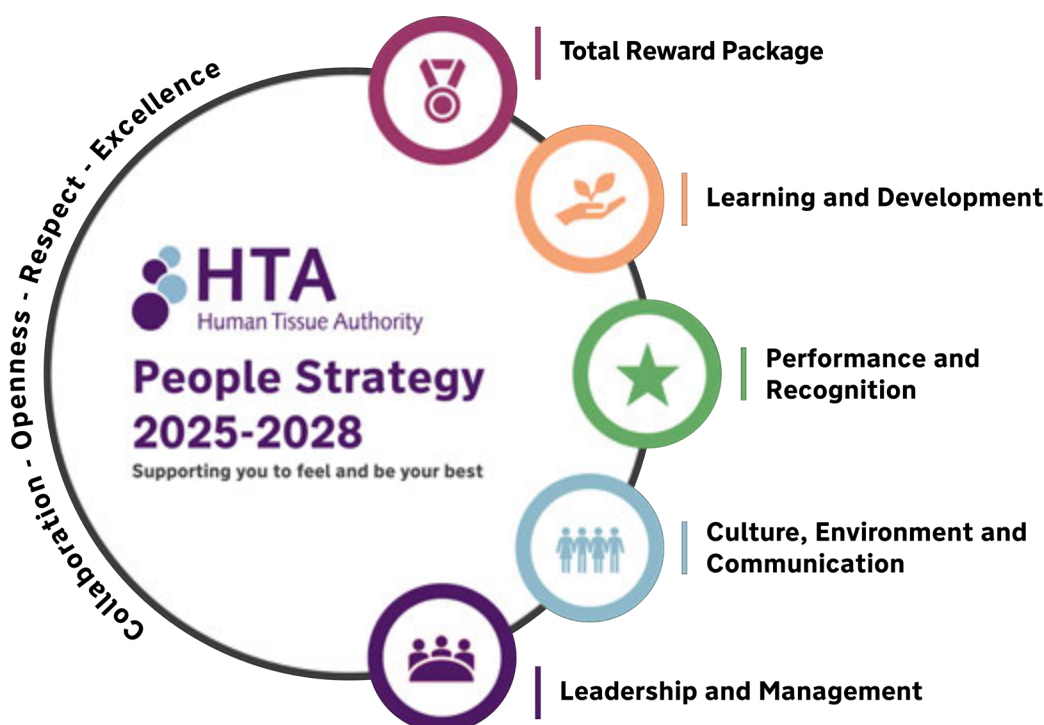 Collaboration - Openness - Respect - Excellence
HTA
Human Tissue Authority
People Strategy
2025-2028
Supporting you to feel and be your best
Total Reward Package
Learning and Development
Performance and
Recognition
Culture, Environment and
Communication
Leadership and Management